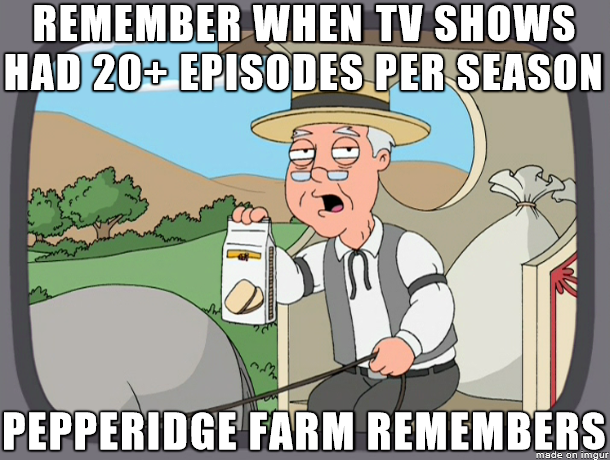 REMEMBER WHEN TV SHOWS
HAD 20+ EPISODES PER SEASON
PEPPERIDGE FARM REMEMBERS
made on imgur